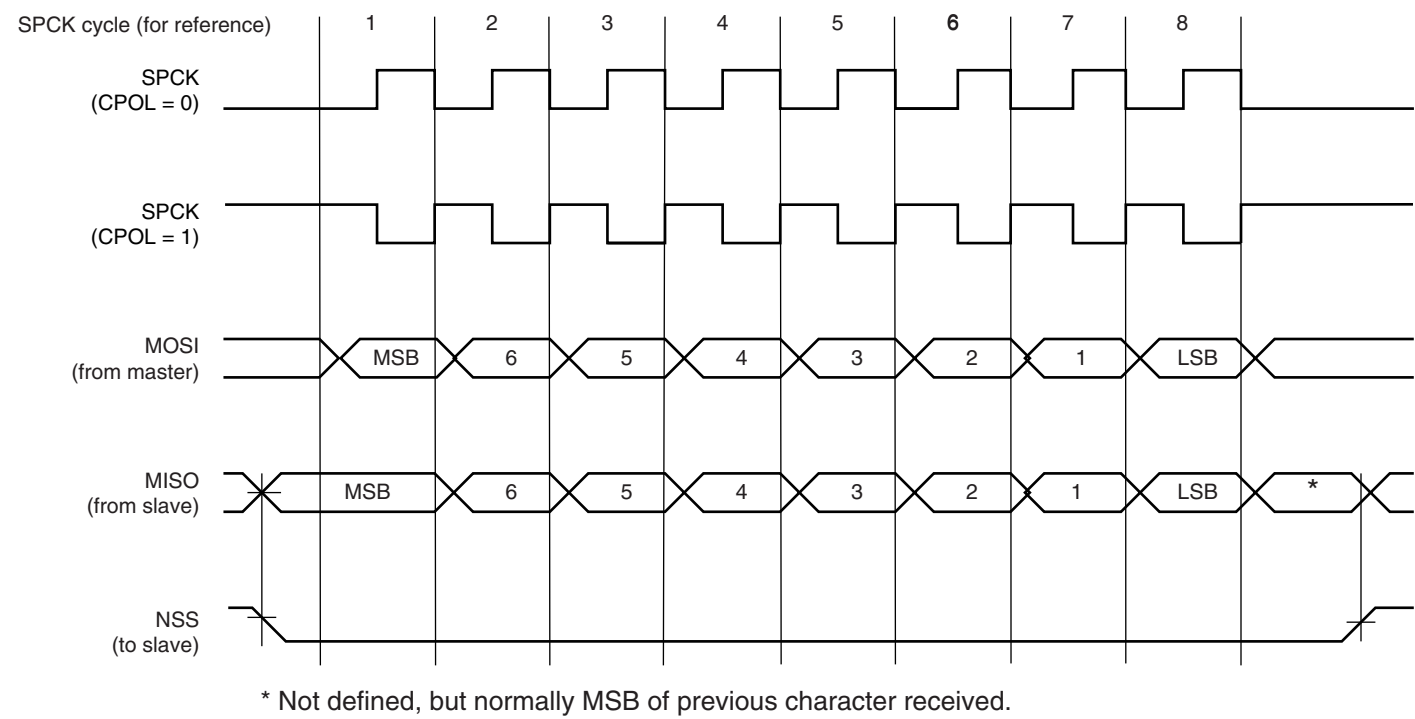 SPCK cycle (for reference) 1 2 3 4 5 6 7 8
SPCK
(CPOL = 0)
SPCK
(CPOL = 1)
MOSI
(from master)
MSB 6 5 4 3 2 1 LSB
MISO
(from slave)
MSB 6 5 4 3 2 1 LSB *
NSS
(to slave)
* Not defined, but normally MSB of previous character received.